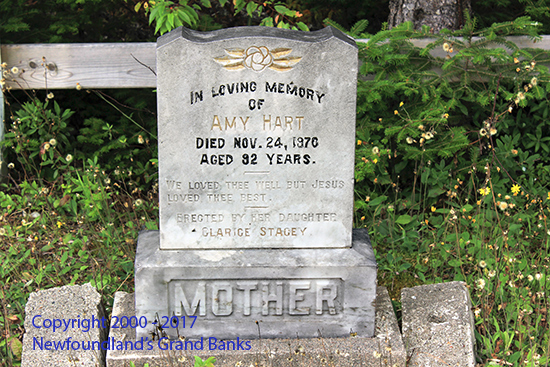 IN LOVING MEMORY
OF
AMY HART
DIED NOV. 24, 1970
AGED 92 YEARS.
WE LOVED THEE WELL BUT JESUS
LOVED THEE BEST.
ERECTED BY HER DAUGHTER
CLARICE STACEY
MOTHER
Copyright 2000 - 2017
Newfoundland's Grand Banks